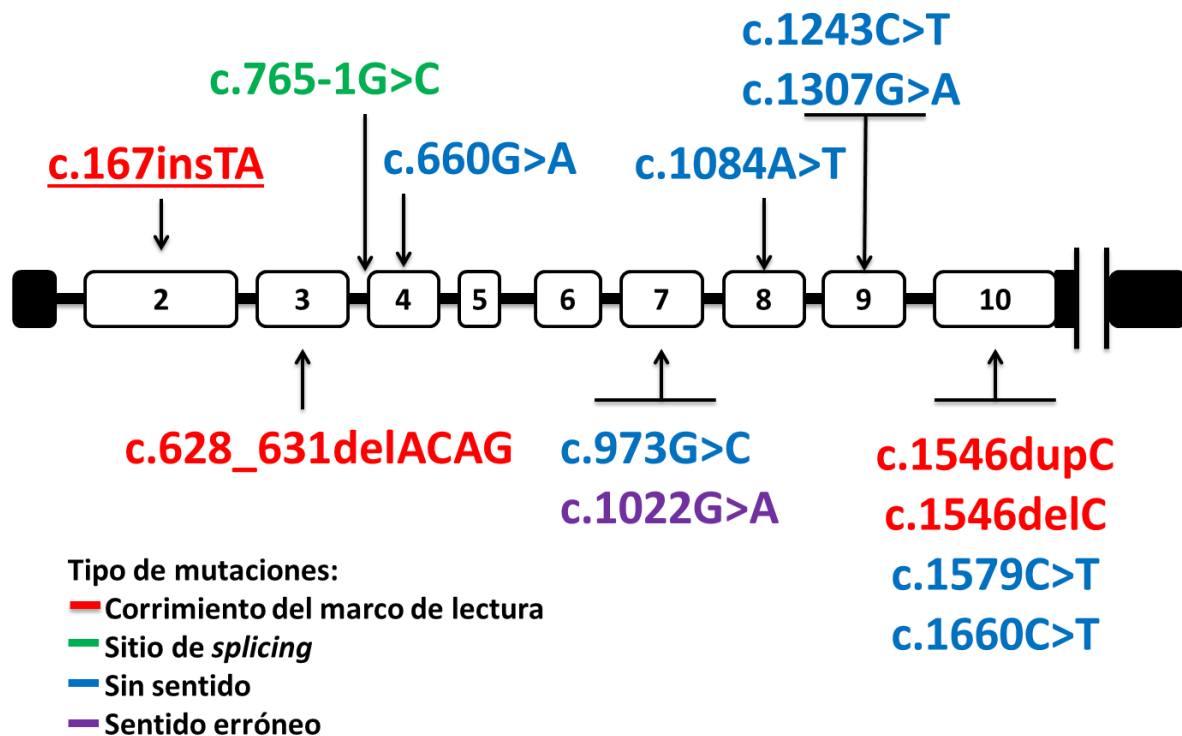 c.1243C>T
c.765-1G>C
c.1307G>A
c.167insTA
c.660G>A
c.1084A>T
2
3
4
5
6
7
8
9
10
c.628_631delACAG
c.973G>C
c.1022G>A
c.1546dupC
c.1546delC
c.1579C>T
c.1660C>T
Tipo de mutaciones:
Corrimiento del marco de lectura
Sitio de splicing
Sin sentido
Sentido erróneo